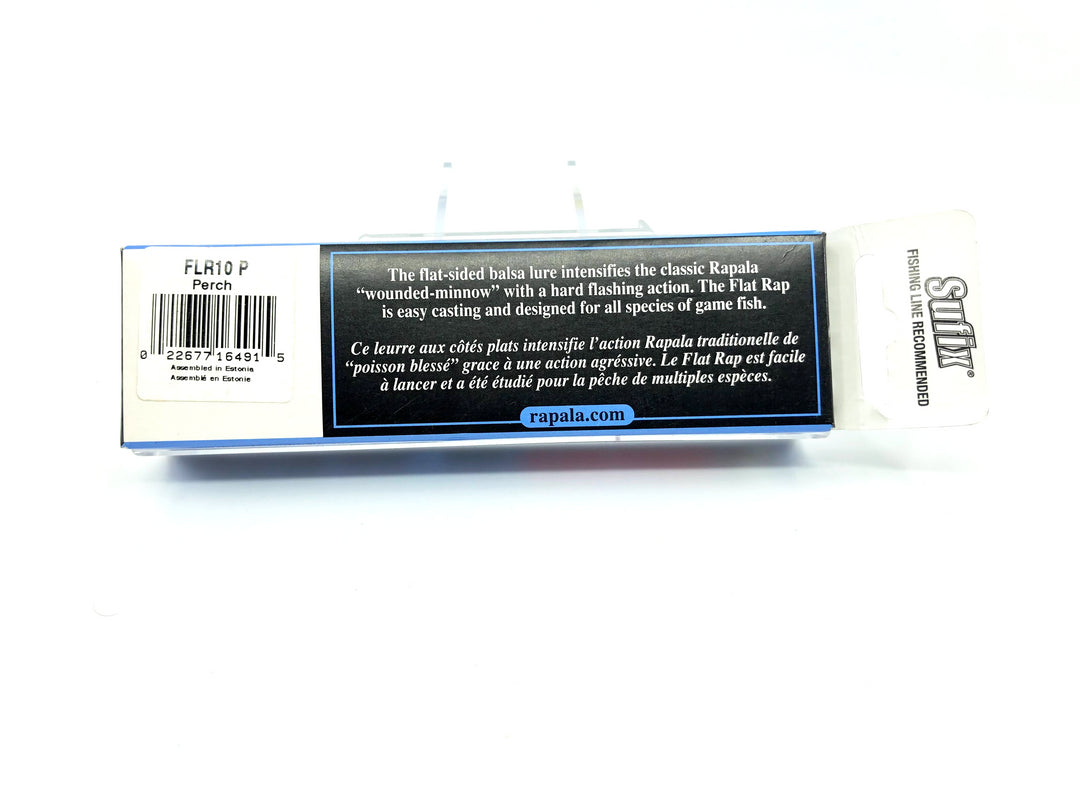 FLR10 P
Perch
0 22677 16491 5
Assembled in Estonia
Assemblé en Estonie
The flat-sided balsa lure intensifies the classic Rapala
“wounded-minnow” with a hard flashing action. The Flat Rap
is easy casting and designed for all species of game fish.
Ce leurre aux côtés plats intensifie l’action Rapala traditionelle de
“poisson blessé” grace à une action agréssive. Le Flat Rap est facile
à lancer et a été étudié pour la pêche de multiples espèces.
rapala.com
Sufix®
FISHING LINE RECOMMENDED